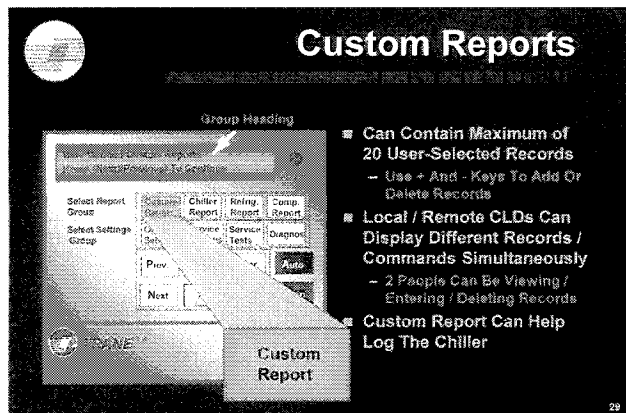 Custom Reports
Group Heading
Select Report
Group
Chiller
Report
Refrg.
Report
Comp.
Report
Select Settings
Group
Service
Tests
Diagnos
Prev.
Auto
Next
TRANE
Custom
Report
Can Contain Maximum of
20 User-Selected Records
– Use + And - Keys To Add Or
Delete Records
Local / Remote CLDs Can
Display Different Records /
Commands Simultaneously
– 2 People Can Be Viewing /
Entering / Deleting Records
Custom Report Can Help
Log The Chiller
29